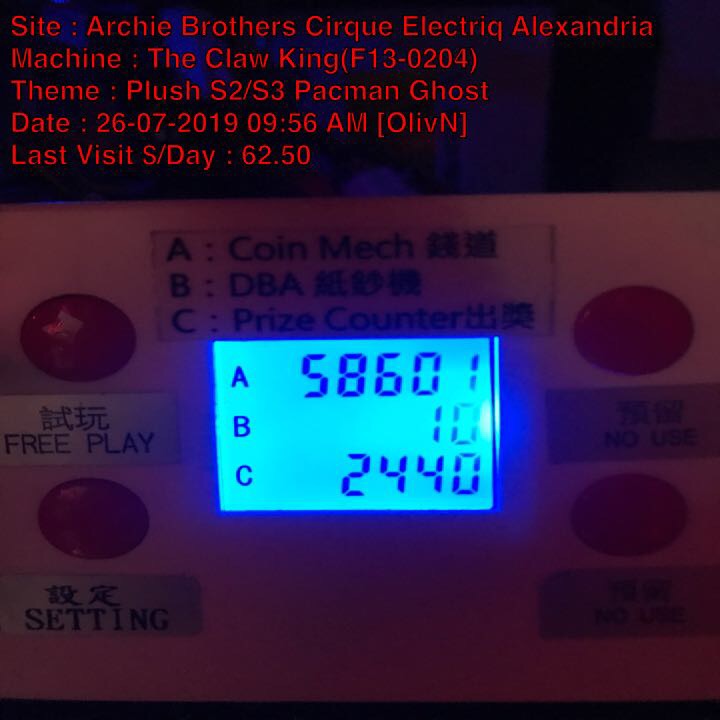 Site : Archie Brothers Cirque Electriq Alexandria
Machine : The Claw King(F13-0204)
Theme : Plush S2/S3 Pacman Ghost
Date : 26-07-2019 09:56 AM [OlivN]
Last Visit S/Day : 62.50
A : Coin Mech 錢道
B : DBA 紙鈔機
C : Prize Counter出獎
A 58601
B 10
C 2440
試玩
FREE PLAY
預留
NO USE
設定
SETTING
預留
NO USE